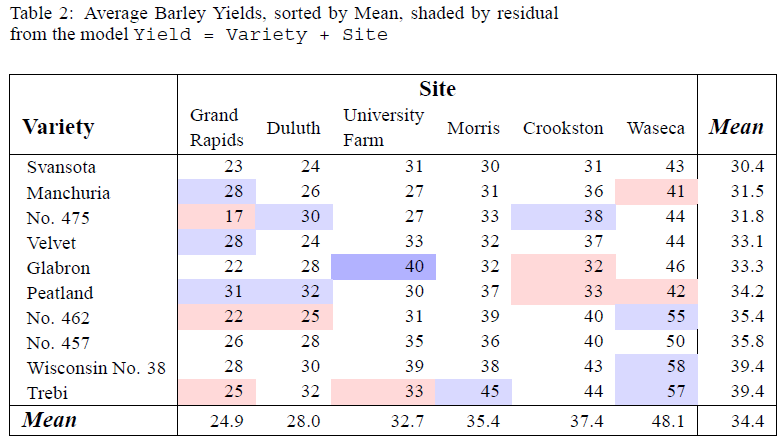 Table 2: Average Barley Yields, sorted by Mean, shaded by residual
from the model Yield = Variety + Site
Site
Variety Grand Rapids Duluth University Farm Morris Crookston Waseca Mean
Svansota 23 24 31 30 31 43 30.4
Manchuria 28 26 27 31 36 41 31.5
No. 475 17 30 27 33 38 44 31.8
Velvet 28 24 33 32 37 44 33.1
Glabron 22 28 40 32 32 46 33.3
Peatland 31 32 30 37 33 42 34.2
No. 462 22 25 31 39 40 55 35.4
No. 457 26 28 35 36 40 50 35.8
Wisconsin No. 38 28 30 39 38 43 58 39.4
Trebi 25 32 33 45 44 57 39.4
Mean 24.9 28.0 32.7 35.4 37.4 48.1 34.4